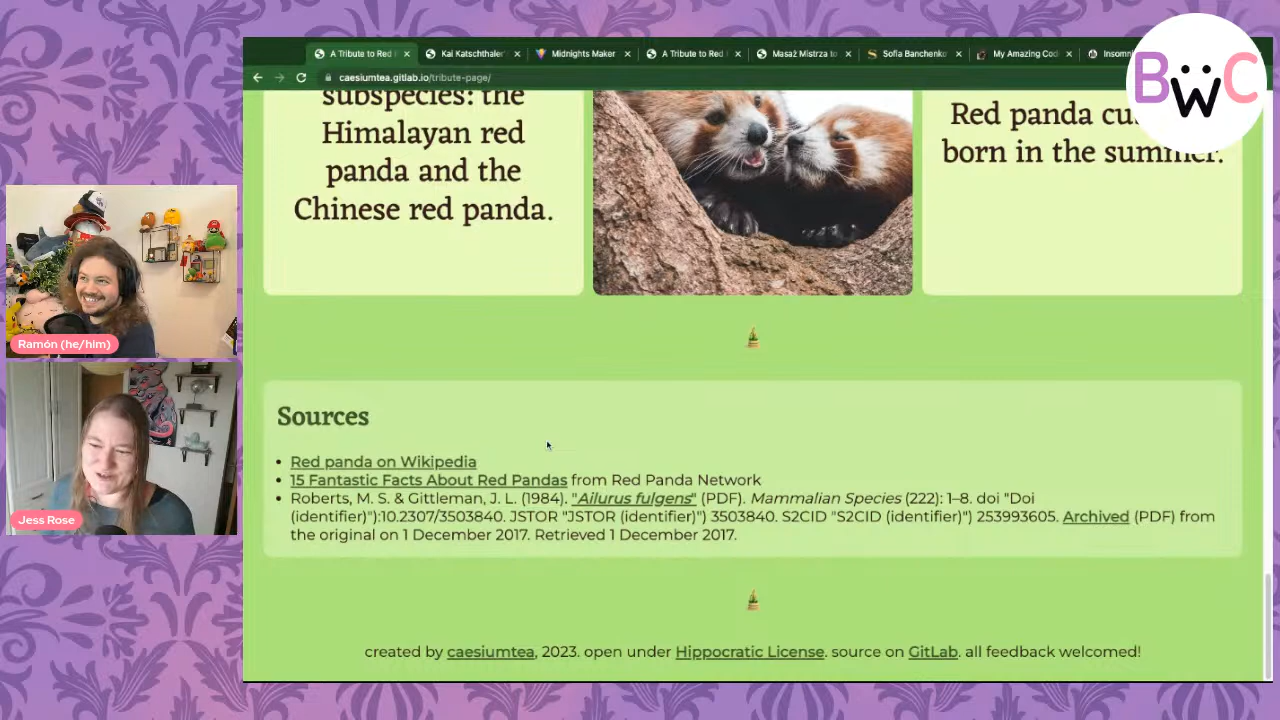 A Tribute to Red
Kai Katschthaler
Midnights Maker
A Tribute to Red
Masaż Mistrza to
Sofia Banchenko
My Amazing Co
Insomn
caesiumtea.gitlab.io/tribute-page/
BWC
subspecies: the
Himalayan red
panda and the
Chinese red panda.
Red panda cu
born in the summer.
Ramón (he/him)
Jess Rose
Sources
Red panda on Wikipedia
15 Fantastic Facts About Red Pandas from Red Panda Network
Roberts, M. S. & Gittleman, J. L. (1984). "Ailurus fulgens" (PDF). Mammalian Species (222): 1–8. doi "Doi
(identifier)"):10.2307/3503840. JSTOR "JSTOR (identifier)") 3503840. S2CID "S2CID (identifier)") 253993605. Archived (PDF) from
the original on 1 December 2017. Retrieved 1 December 2017.
created by caesiumtea, 2023. open under Hippocratic License. source on GitLab. all feedback welcomed!